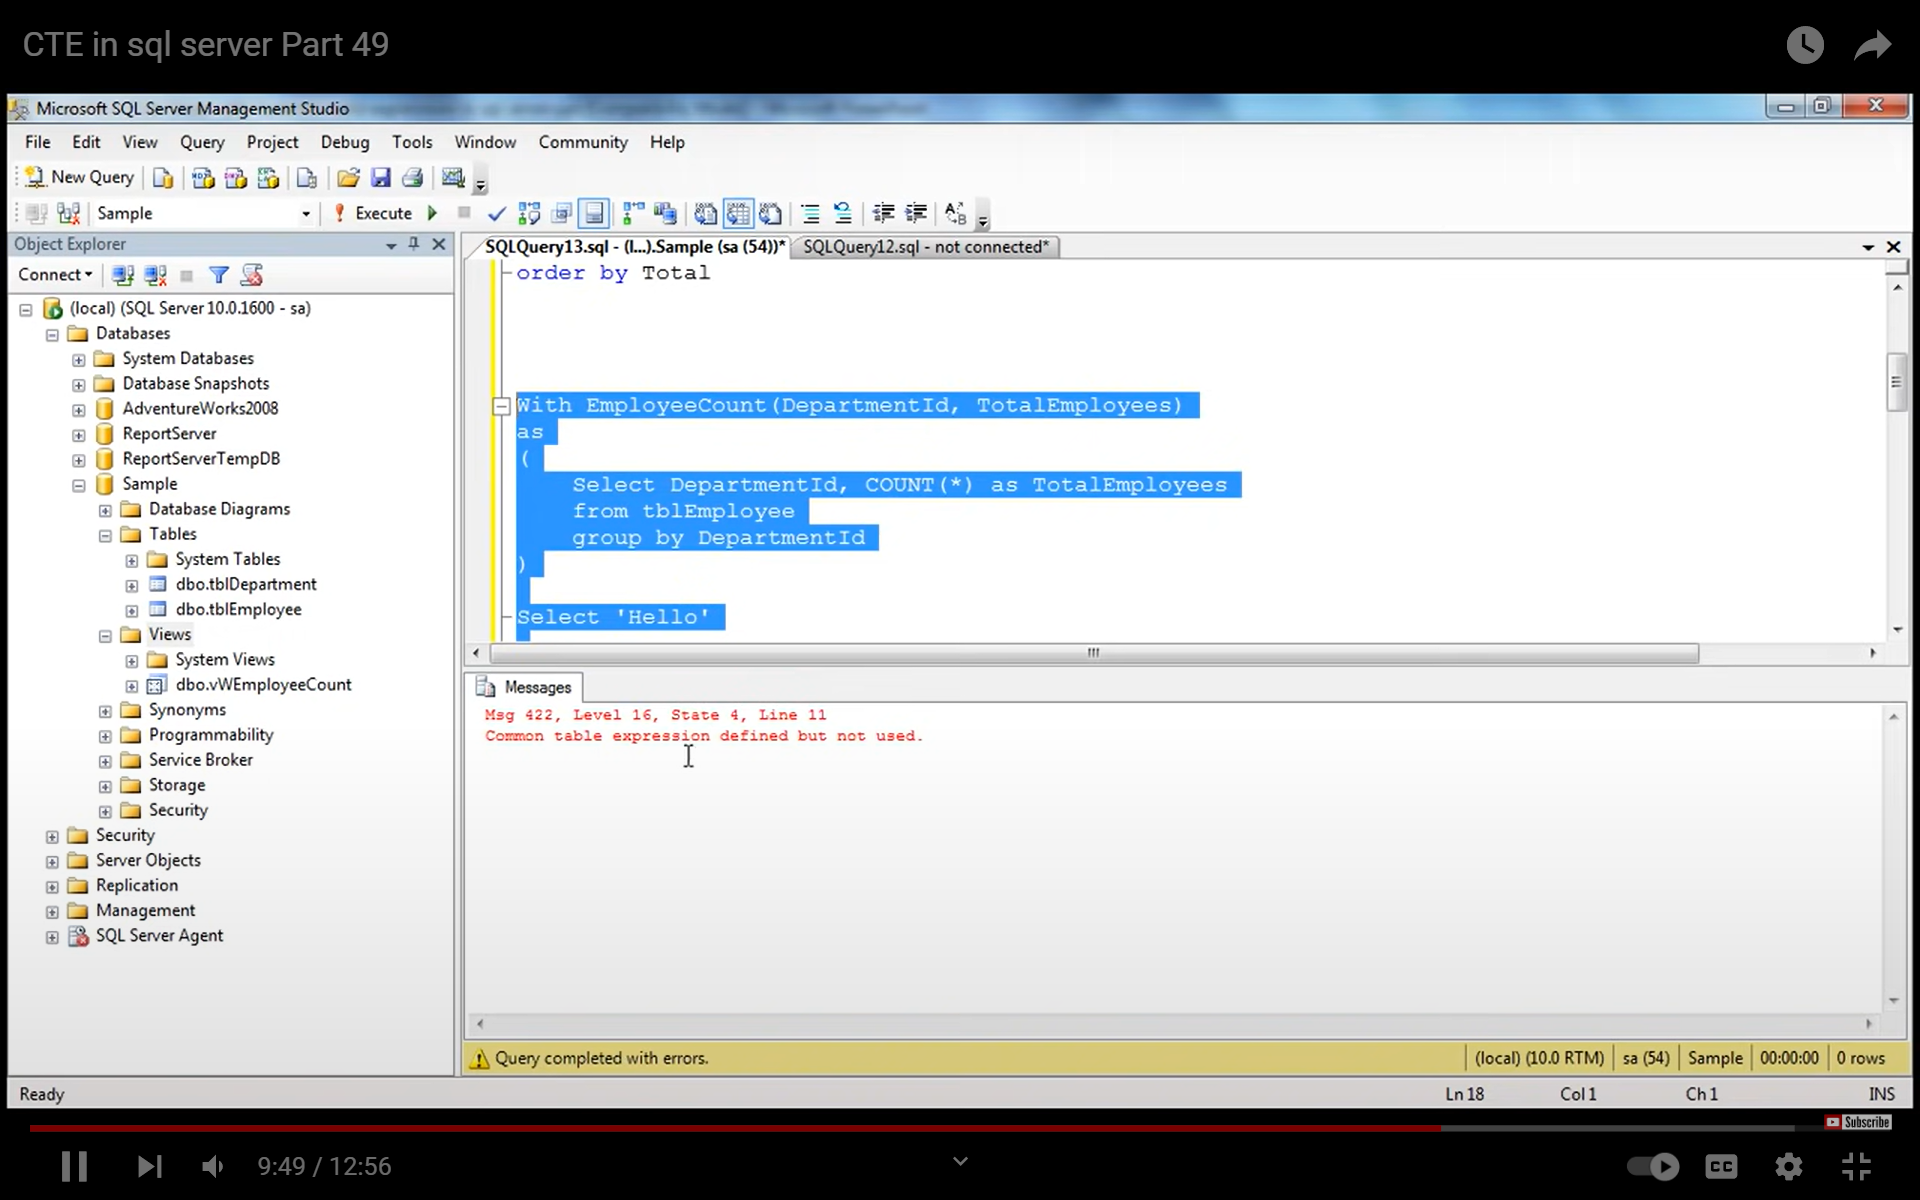 CTE in sql server Part 49
Microsoft SQL Server Management Studio
File Edit View Query Project Debug Tools Window Community Help
New Query
Sample Execute
Object Explorer
SQLQuery13.sql - (l...).Sample (sa (54))* SQLQuery12.sql - not connected*
Connect
(local) (SQL Server 10.0.1600 - sa)
Databases
System Databases
Database Snapshots
AdventureWorks2008
ReportServer
ReportServerTempDB
Sample
Database Diagrams
Tables
System Tables
dbo.tblDepartment
dbo.tblEmployee
Views
System Views
dbo.vWEmployeeCount
Synonyms
Programmability
Service Broker
Storage
Security
Security
Server Objects
Replication
Management
SQL Server Agent
order by Total
With EmployeeCount(DepartmentId, TotalEmployees)
as
(
Select DepartmentId, COUNT(*) as TotalEmployees
from tblEmployee
group by DepartmentId
)
Select 'Hello'
Messages
Msg 422, Level 16, State 4, Line 11
Common table expression defined but not used.
Query completed with errors. (local) (10.0 RTM) sa (54) Sample 00:00:00 0 rows
Ready Ln 18 Col 1 Ch 1 INS
Subscribe
9:49 / 12:56
CC